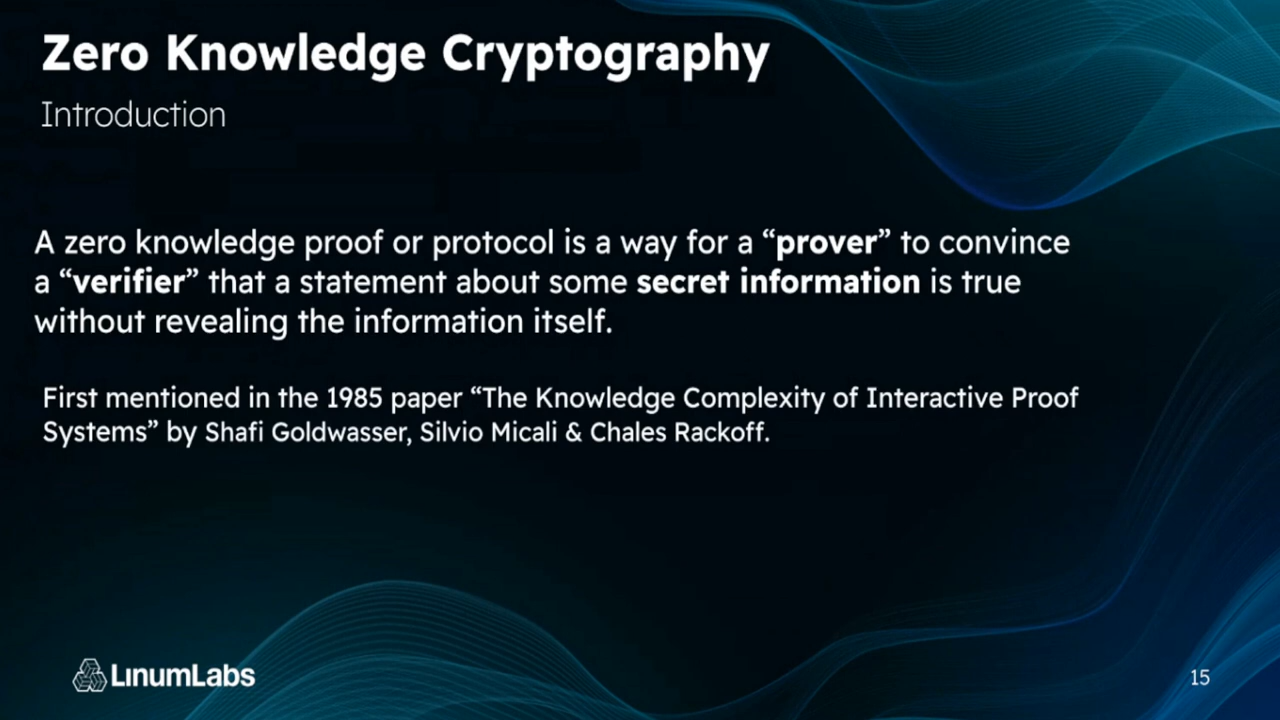 Zero Knowledge Cryptography
Introduction
A zero knowledge proof or protocol is a way for a “prover” to convince
a “verifier” that a statement about some secret information is true
without revealing the information itself.
First mentioned in the 1985 paper “The Knowledge Complexity of Interactive Proof
Systems” by Shafi Goldwasser, Silvio Micali & Chales Rackoff.
LinumLabs
15